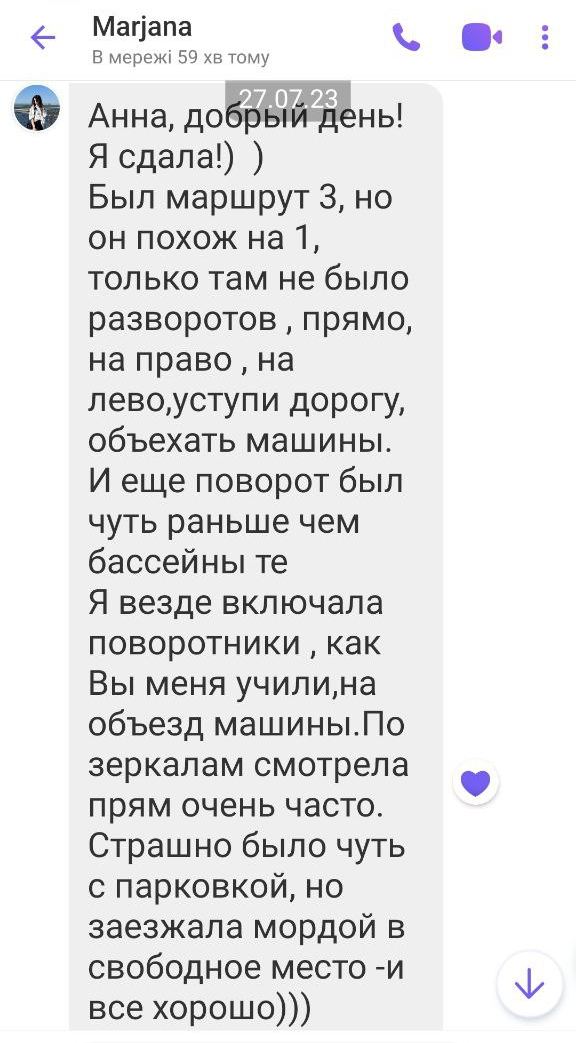 Marjana
В мережі 59 хв тому
27.07.23
Анна, добрый день!
Я сдала!) )
Был маршрут 3, но
он похож на 1,
только там не было
разворотов , прямо,
на право , на
лево,уступи дорогу,
объехать машины.
И еще поворот был
чуть раньше чем
бассейны те
Я везде включала
поворотники , как
Вы меня учили,на
объезд машины.По
зеркалам смотрела
прям очень часто.
Страшно было чуть
с парковкой, но
заезжала мордой в
свободное место -и
все хорошо)))